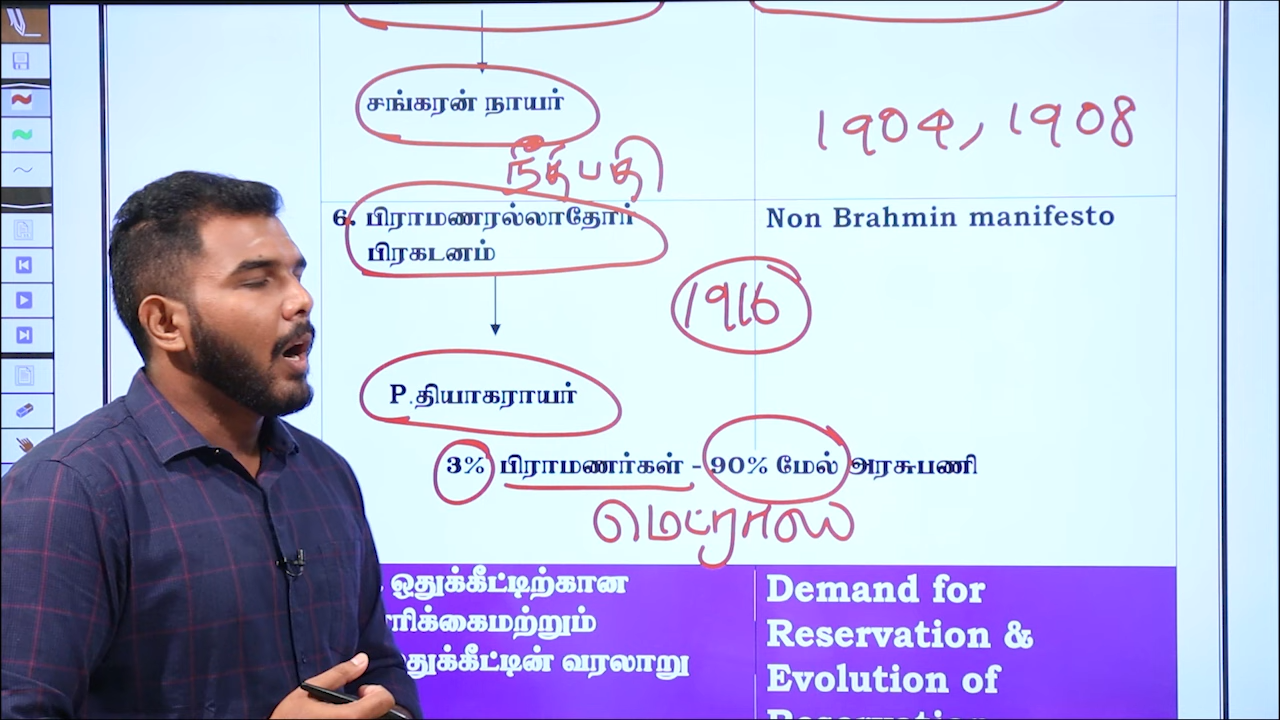 சங்கரன் நாயர்
1904, 1908
நீதிபதி
6. பிராமணரல்லாதோர்
பிரகடனம்
Non Brahmin manifesto
1916
P.தியாகராயர்
3% பிராமணர்கள் - 90% மேல் அரசுபணி
ஒதுக்கீட்டிற்கான
ரிக்கைமற்றும்
துக்கீட்டின் வரலாறு
Demand for
Reservation &
Evolution of